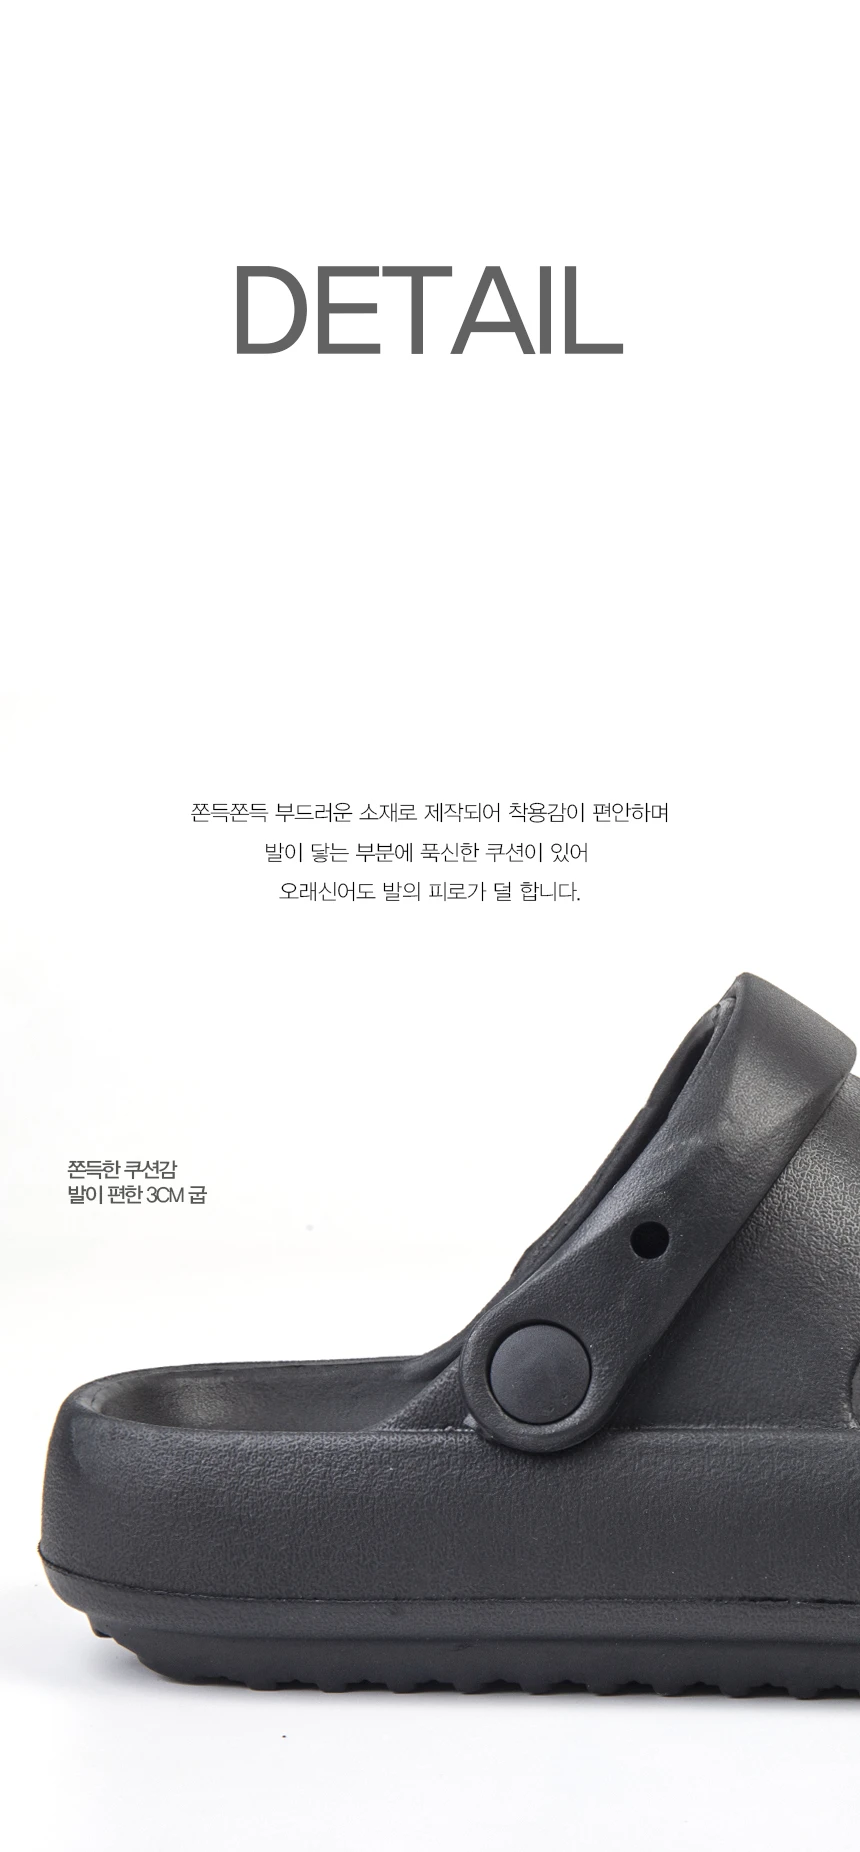 DETAIL
쫀득쫀득 부드러운 소재로 제작되어 착용감이 편안하며
발이 닿는 부분에 푹신한 쿠션이 있어
오래신어도 발의 피로가 덜 합니다.
쫀득한 쿠션감
발이 편한 3CM 굽